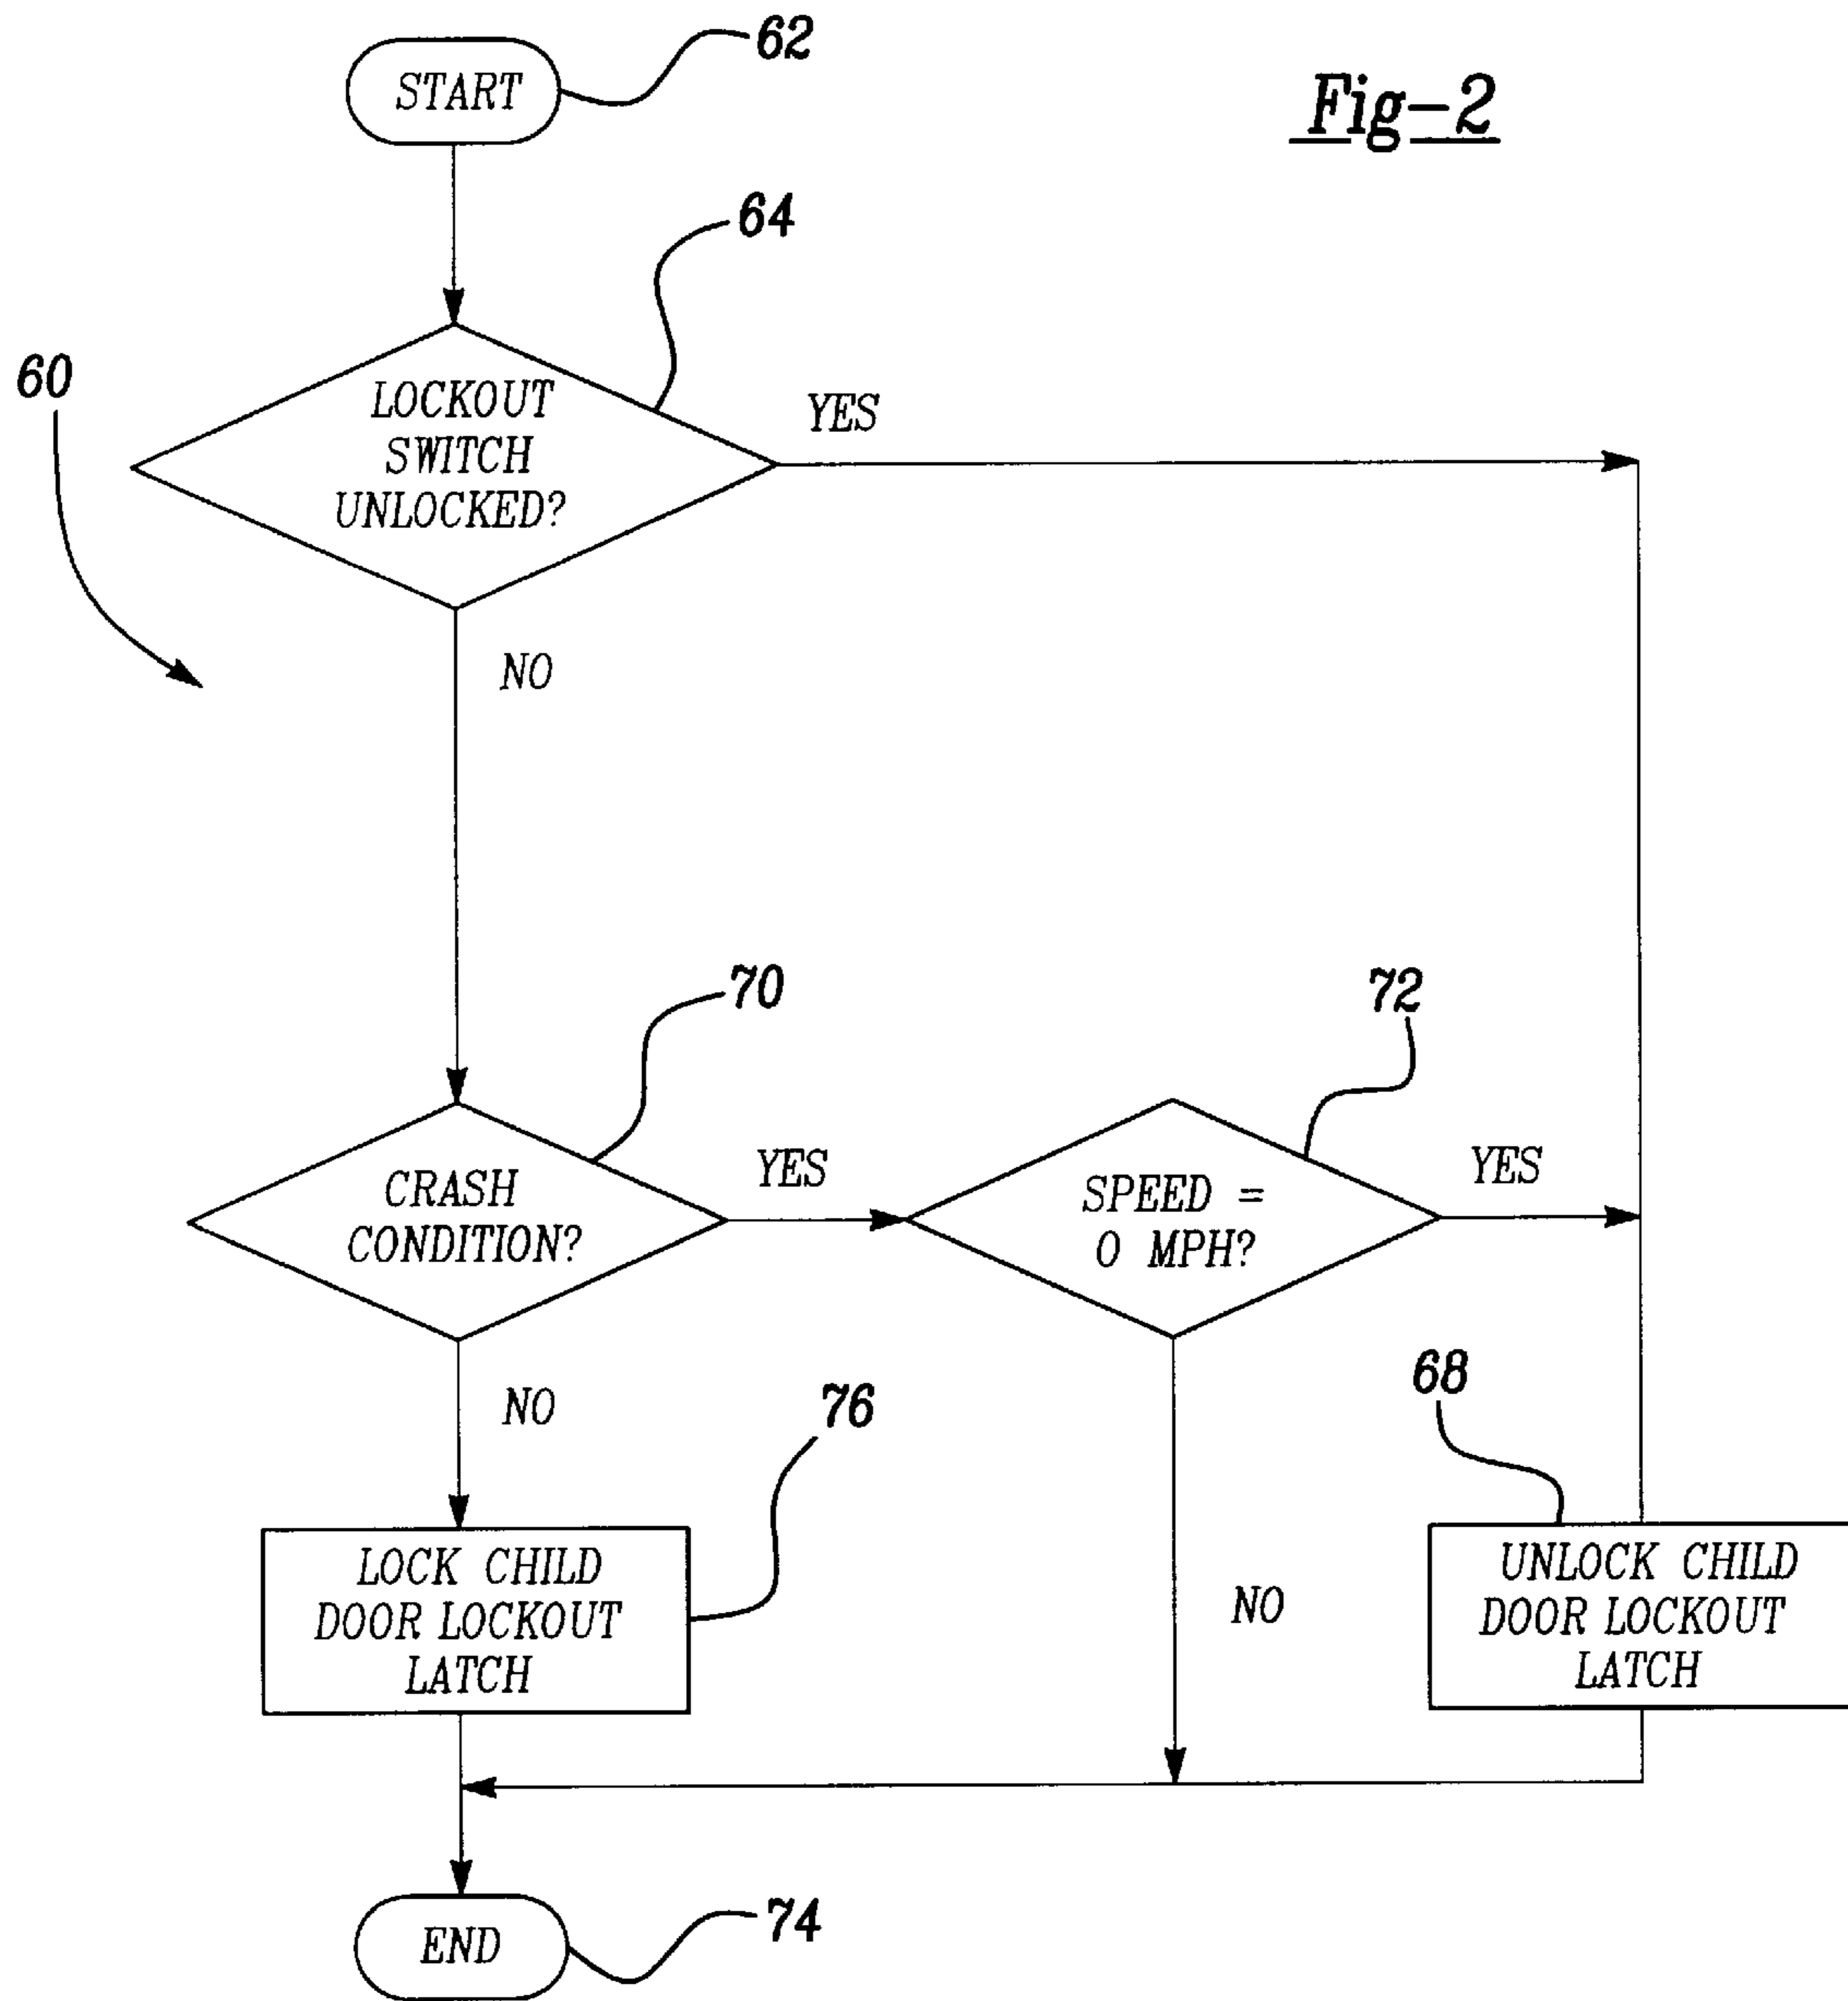 62
START
Fig-2
64
60
LOCKOUT
SWITCH
UNLOCKED?
YES
NO
70
72
CRASH
CONDITION?
YES
SPEED =
0 MPH?
YES
NO
76
68
LOCK CHILD
DOOR LOCKOUT
LATCH
NO
UNLOCK CHILD
DOOR LOCKOUT
LATCH
END
74